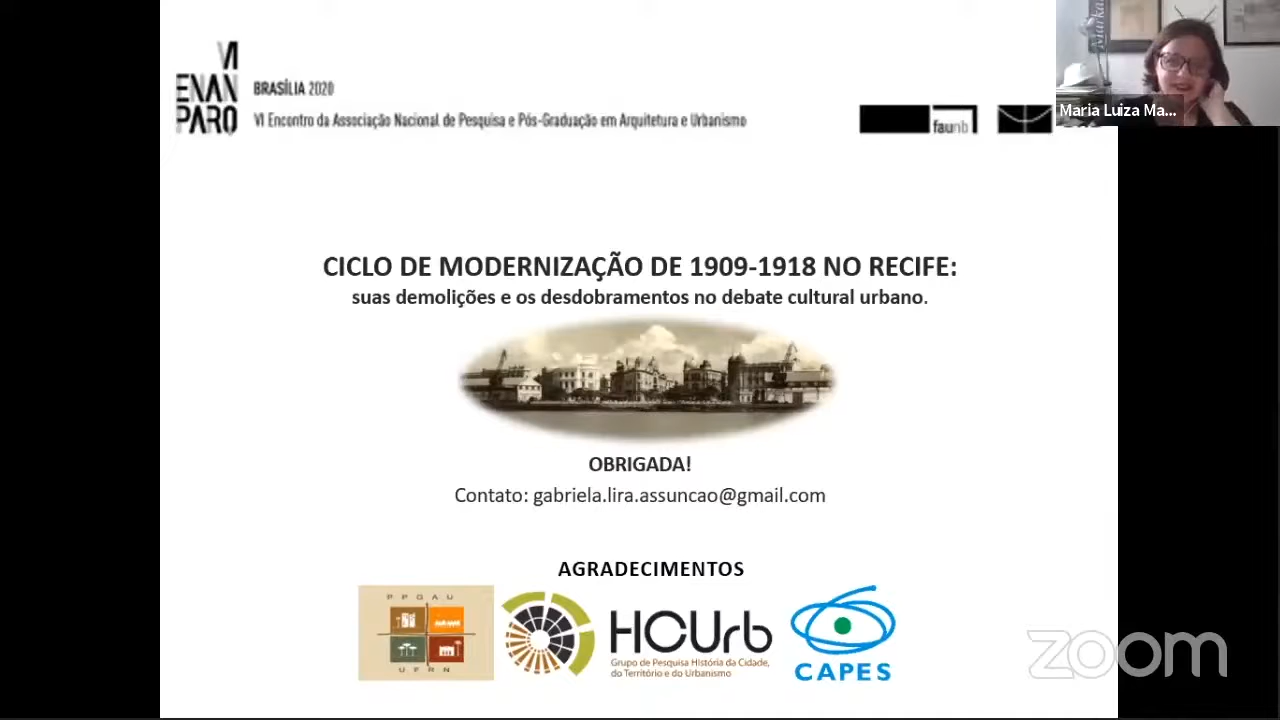 VI
ENAN
PARQ
BRASÍLIA 2020
VI Encontro da Associação Nacional de Pesquisa e Pós-Graduação em Arquitetura e Urbanismo
faunb
Maria Luiza Ma...
CICLO DE MODERNIZAÇÃO DE 1909-1918 NO RECIFE:
suas demolições e os desdobramentos no debate cultural urbano.
OBRIGADA!
Contato: gabriela.lira.assuncao@gmail.com
AGRADECIMENTOS
PPGAU
UFRN
HCUrb
Grupo de Pesquisa História da Cidade,
do Território e do Urbanismo
CAPES
zoom